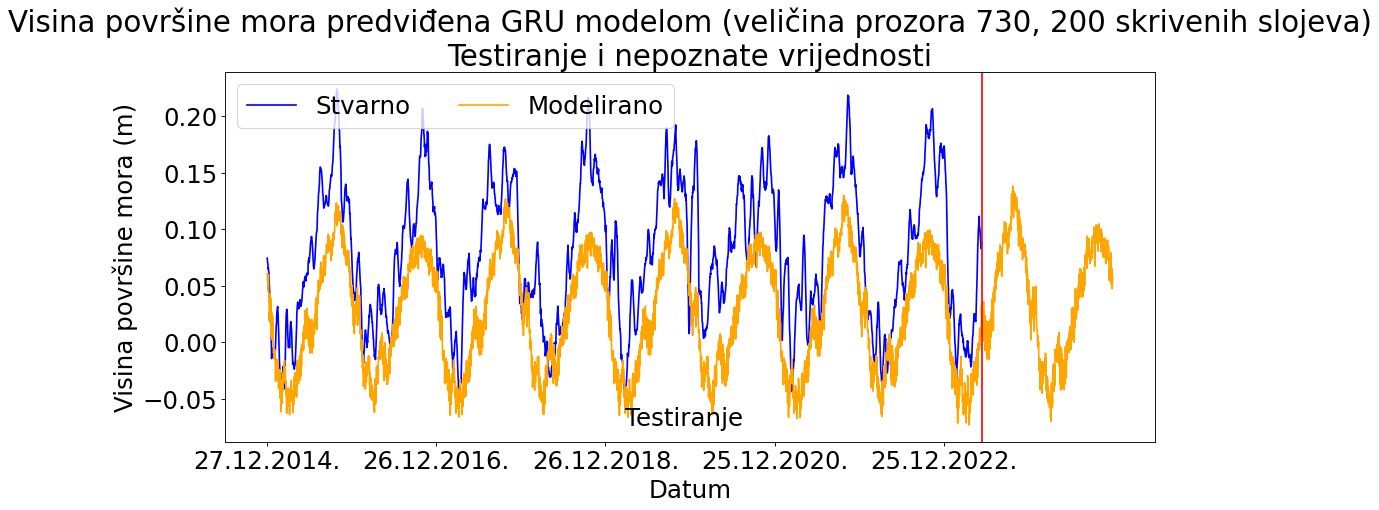 Visina površine mora predviđena GRU modelom (veličina prozora 730, 200 skrivenih slojeva)
Testiranje i nepoznate vrijednosti
Stvarno Modelirano
Visina površine mora (m)
0.20
0.15
0.10
0.05
0.00
−0.05
Testiranje
27.12.2014. 26.12.2016. 26.12.2018. 25.12.2020. 25.12.2022.
Datum